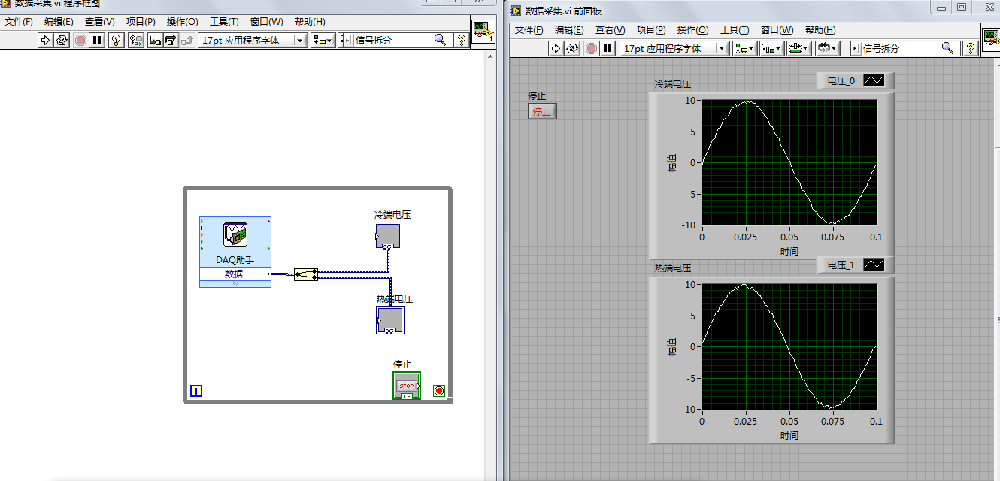 数据采集.vi 程序框图
文件(F) 编辑(E) 查看(V) 项目(P) 操作(O) 工具(T) 窗口(W) 帮助(H)
17pt 应用程序字体 信号拆分 ?
1
DAQ助手
数据
冷端电压
热端电压
停止
STOP
TF
i
数据采集.vi 前面板
文件(F) 编辑(E) 查看(V) 项目(P) 操作(O) 工具(T) 窗口(W) 帮助(H)
17pt 应用程序字体 信号拆分 ?
停止
停止
冷端电压
电压_0
10
5
0
-5
-10
幅值
0 0.025 0.05 0.075 0.1
时间
热端电压
电压_1
10
5
0
-5
-10
幅值
0 0.025 0.05 0.075 0.1
时间